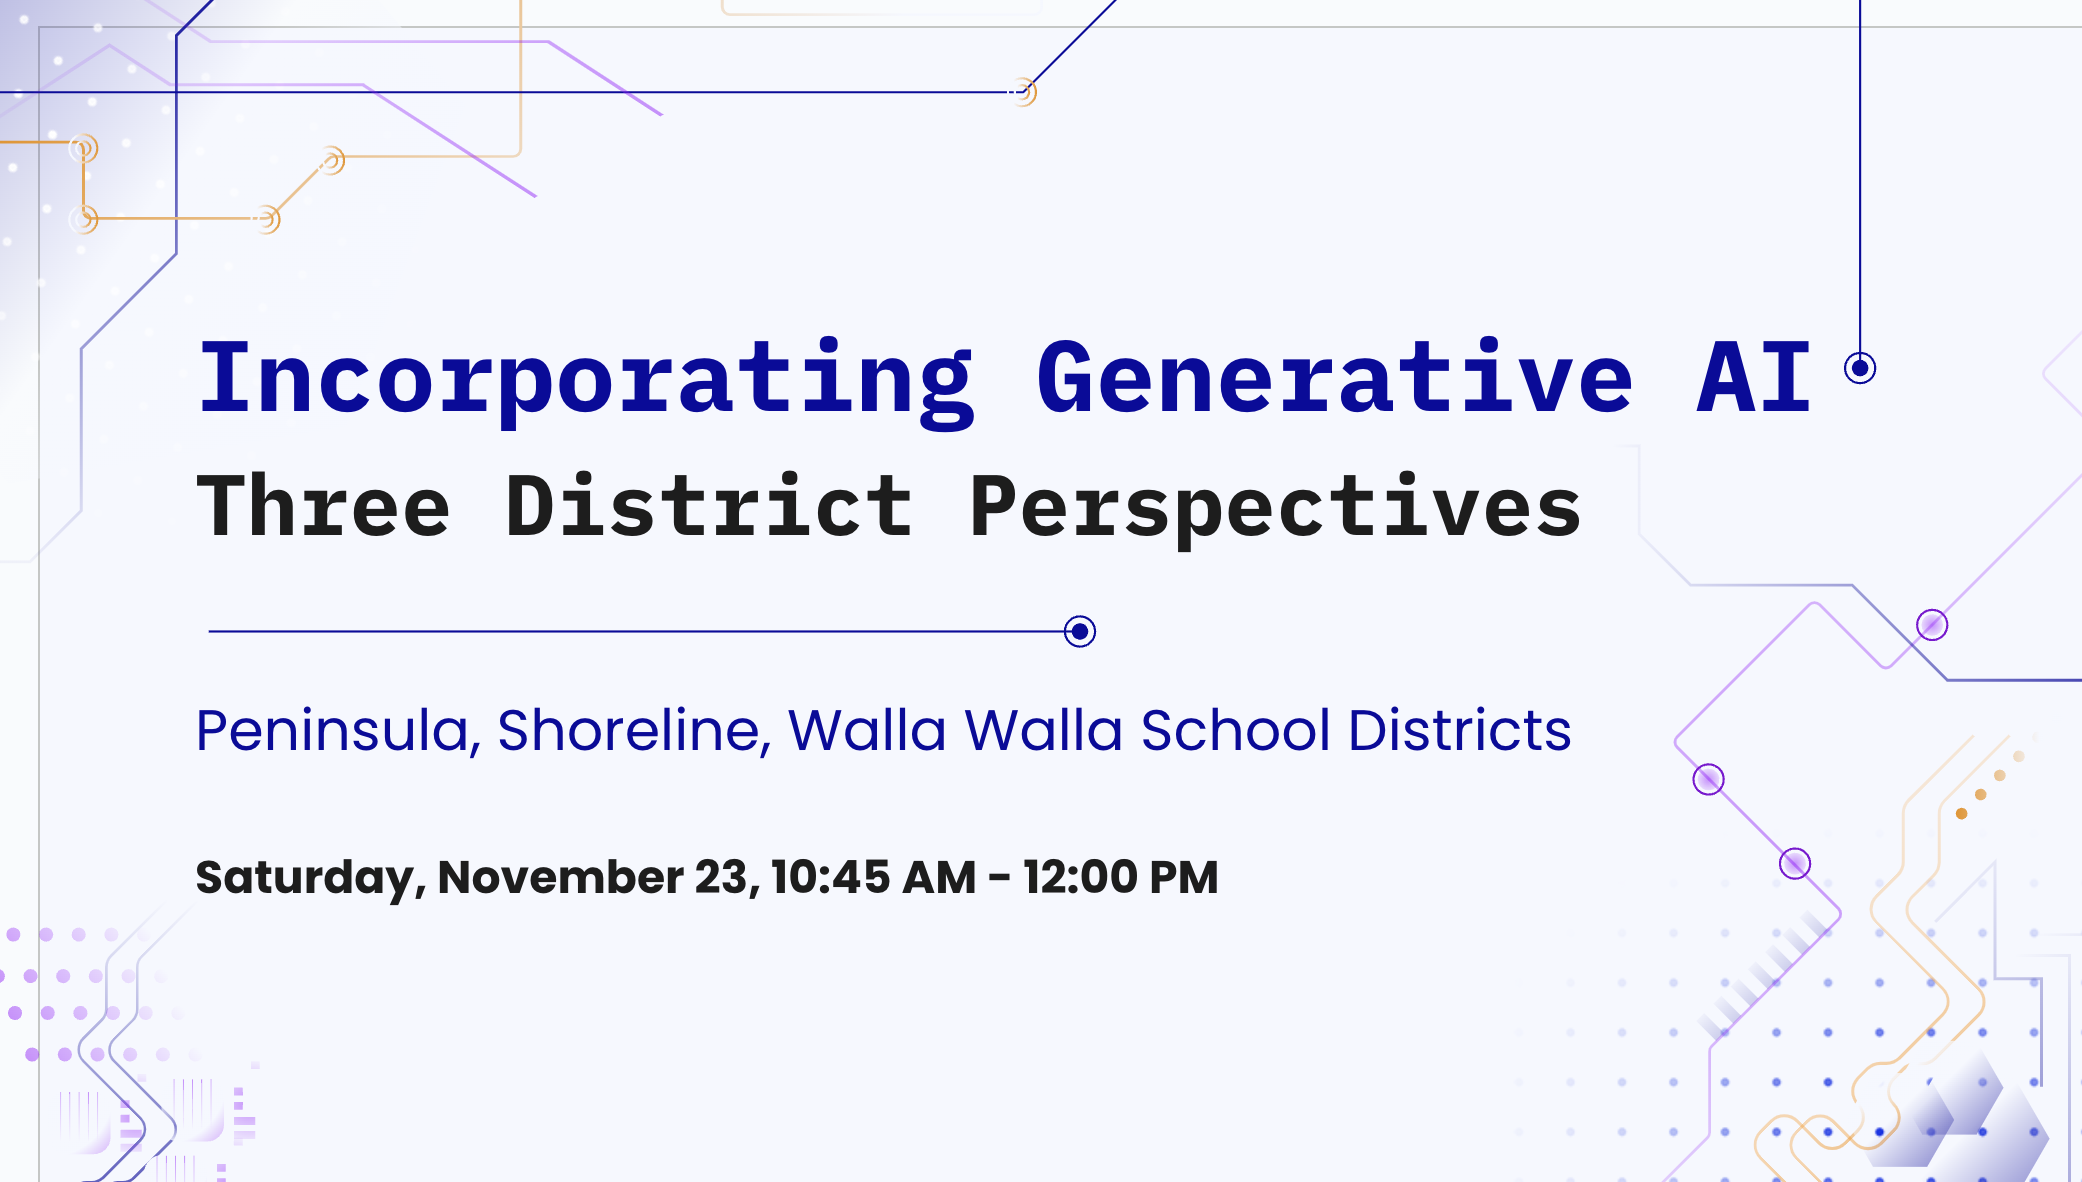 Incorporating Generative AI
Three District Perspectives
Peninsula, Shoreline, Walla Walla School Districts
Saturday, November 23, 10:45 AM - 12:00 PM